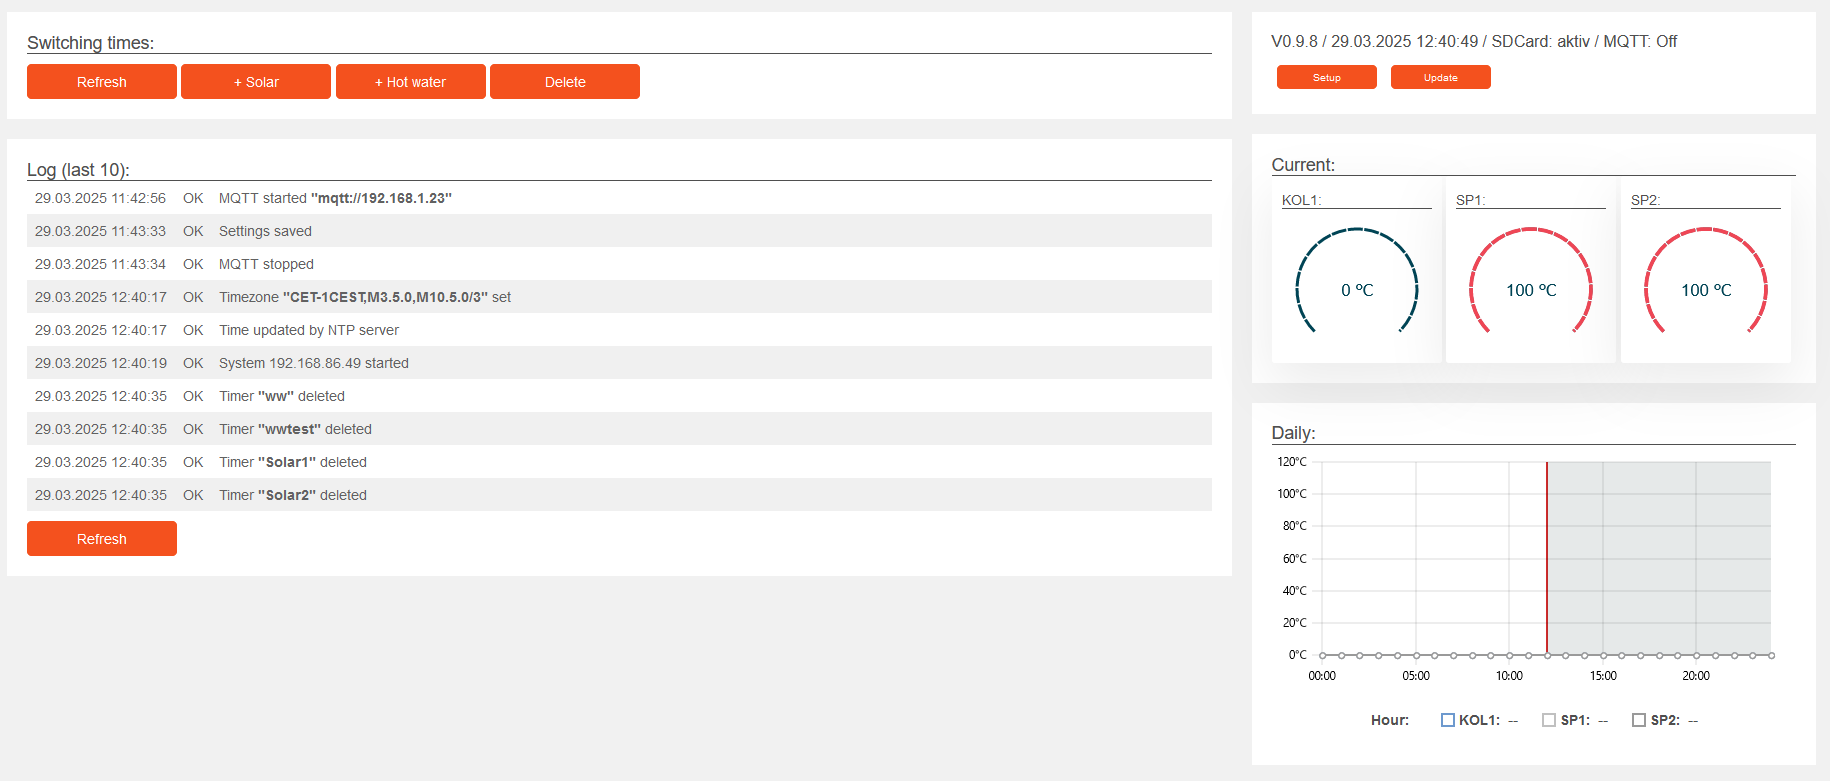 Switching times:
Refresh + Solar + Hot water Delete
Log (last 10):
29.03.2025 11:42:56 OK MQTT started "mqtt://192.168.1.23"
29.03.2025 11:43:33 OK Settings saved
29.03.2025 11:43:34 OK MQTT stopped
29.03.2025 12:40:17 OK Timezone "CET-1CEST,M3.5.0,M10.5.0/3" set
29.03.2025 12:40:17 OK Time updated by NTP server
29.03.2025 12:40:19 OK System 192.168.86.49 started
29.03.2025 12:40:35 OK Timer "ww" deleted
29.03.2025 12:40:35 OK Timer "wwtest" deleted
29.03.2025 12:40:35 OK Timer "Solar1" deleted
29.03.2025 12:40:35 OK Timer "Solar2" deleted
Refresh
V0.9.8 / 29.03.2025 12:40:49 / SDCard: aktiv / MQTT: Off
Setup Update
Current:
KOL1: SP1: SP2:
0 °C 100 °C 100 °C
Daily:
120°C
100°C
80°C
60°C
40°C
20°C
0°C
00:00 05:00 10:00 15:00 20:00
Hour: KOL1: -- SP1: -- SP2: --